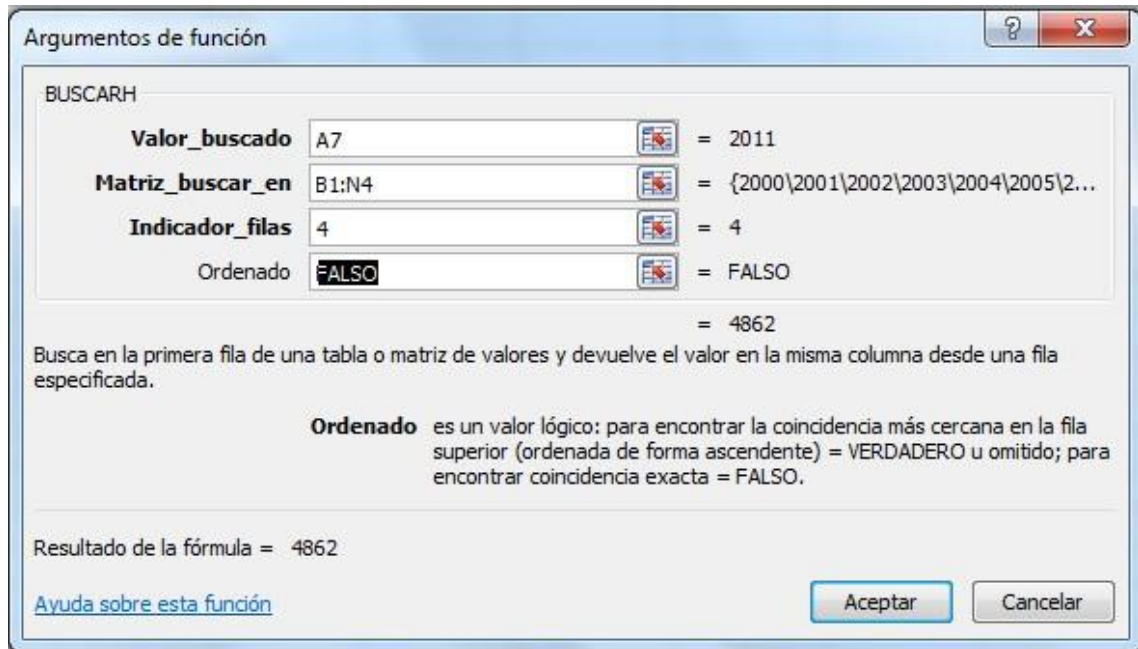 Argumentos de función
BUSCARH
Valor_buscado A7 = 2011
Matriz_buscar_en B1:N4 = {2000\2001\2002\2003\2004\2005\2...
Indicador_filas 4 = 4
Ordenado FALSO = FALSO
= 4862
Busca en la primera fila de una tabla o matriz de valores y devuelve el valor en la misma columna desde una fila
especificada.
Ordenado es un valor lógico: para encontrar la coincidencia más cercana en la fila
superior (ordenada de forma ascendente) = VERDADERO u omitido; para
encontrar coincidencia exacta = FALSO.
Resultado de la fórmula = 4862
Ayuda sobre esta función Aceptar Cancelar